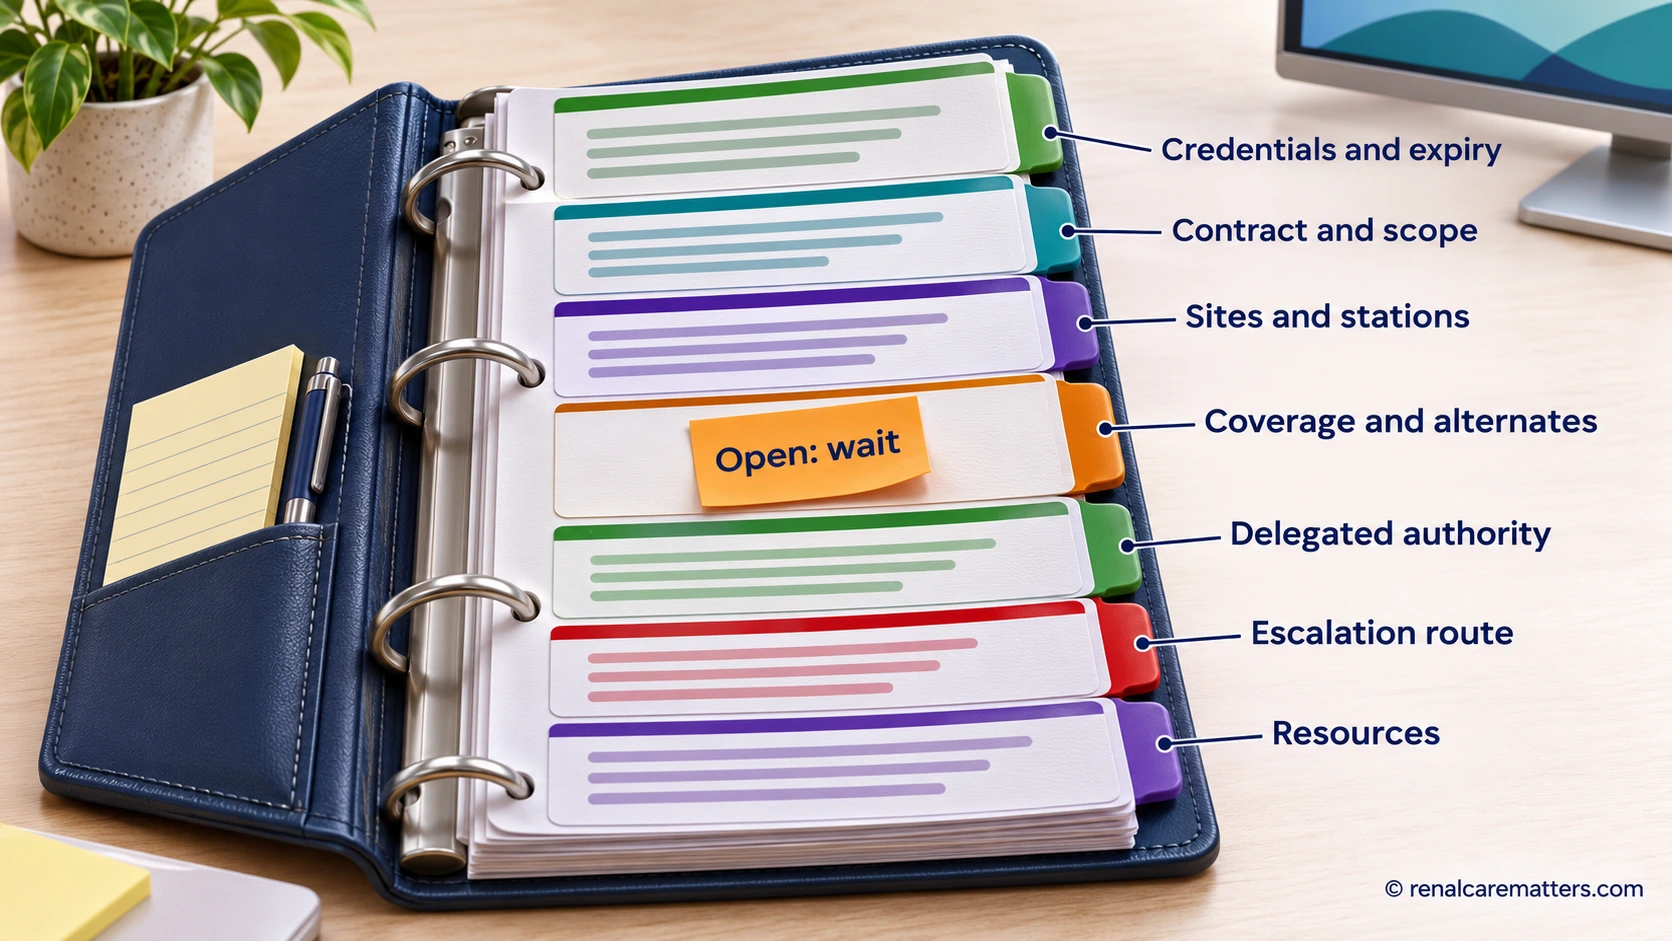 Credentials and expiry
Contract and scope
Sites and stations
Coverage and alternates
Open: wait
Delegated authority
Escalation route
Resources
© renalcarematters.com